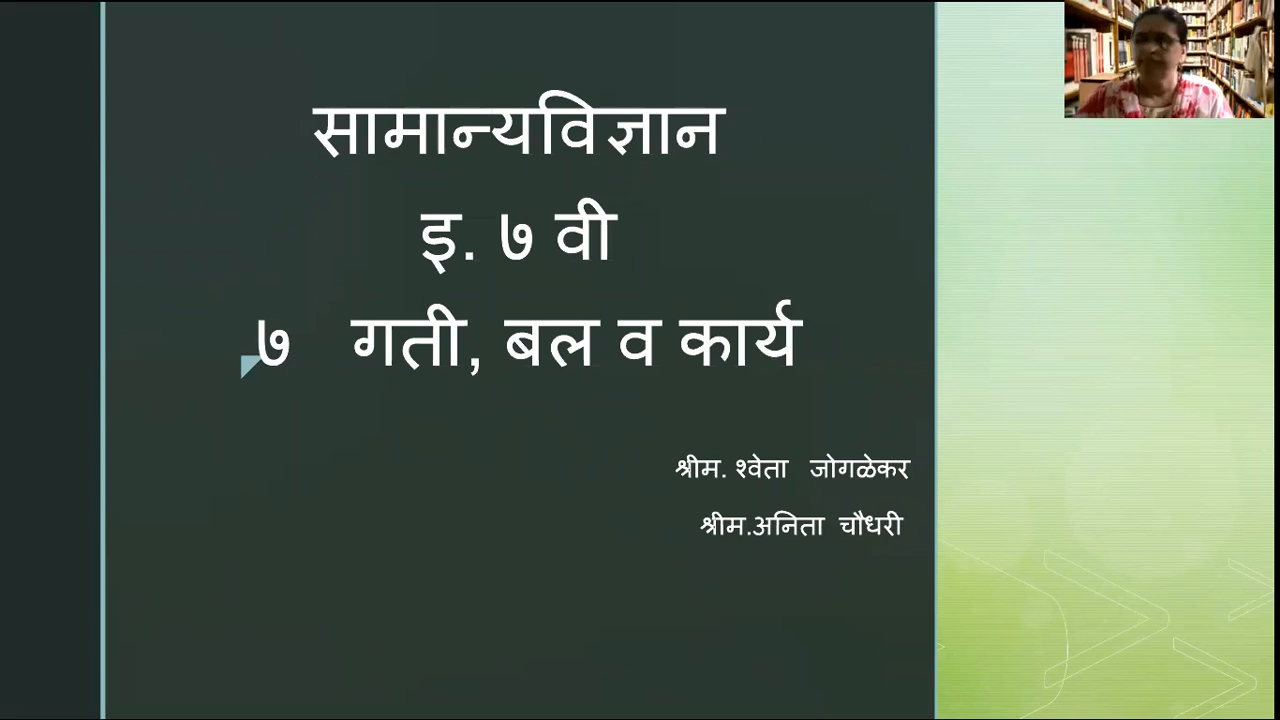 सामान्यविज्ञान
इ. ७ वी
७ गती, बल व कार्य
श्रीम. श्वेता जोगळेकर
श्रीम.अनिता चौधरी